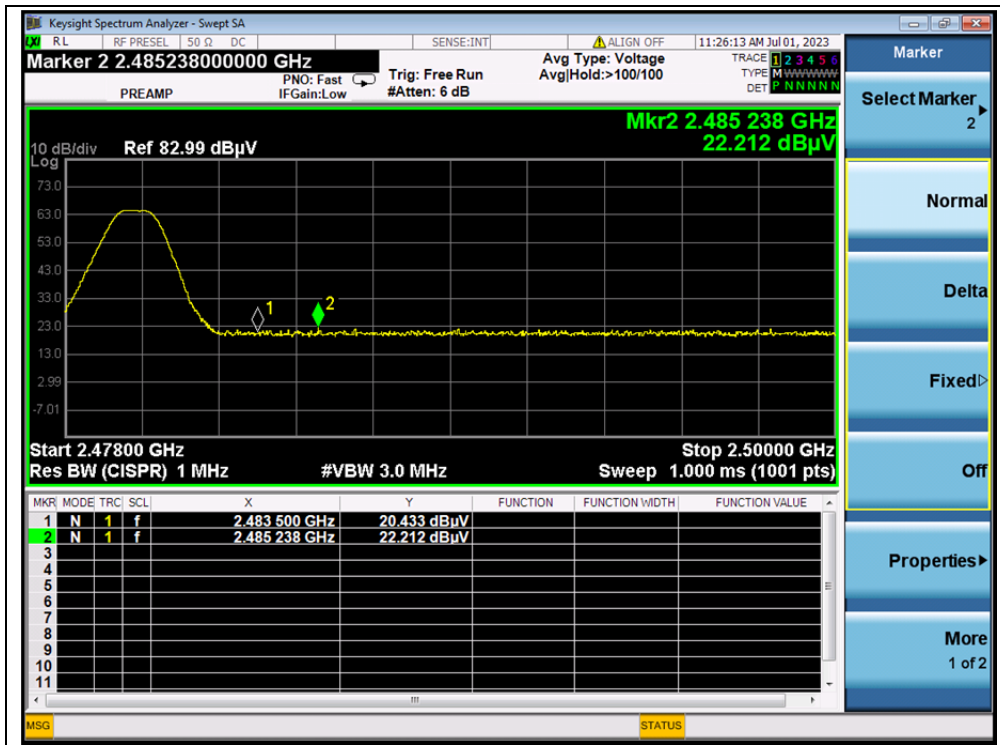 Keysight Spectrum Analyzer - Swept SA
LXI RL RF PRESEL 50 Ω DC SENSE:INT ALIGN OFF 11:26:13 AM Jul 01, 2023
Marker 2 2.485238000000 GHz
PREAMP
PNO: Fast
IFGain:Low
Trig: Free Run
#Atten: 6 dB
Avg Type: Voltage
Avg|Hold:>100/100
TRACE 1 2 3 4 5 6
TYPE M WWWWW
DET P N N N N N
Mkr2 2.485 238 GHz
22.212 dBµV
10 dB/div Ref 82.99 dBµV
Log
73.0
63.0
53.0
43.0
33.0
23.0
13.0
2.99
-7.01
1
2
Start 2.47800 GHz Stop 2.50000 GHz
Res BW (CISPR) 1 MHz #VBW 3.0 MHz Sweep 1.000 ms (1001 pts)
MKR MODE TRC SCL X Y FUNCTION FUNCTION WIDTH FUNCTION VALUE
1 N 1 f 2.483 500 GHz 20.433 dBµV
2 N 1 f 2.485 238 GHz 22.212 dBµV
3
4
5
6
7
8
9
10
11
MSG STATUS
Marker
Select Marker
2
Normal
Delta
Fixed
Off
Properties
More
1 of 2